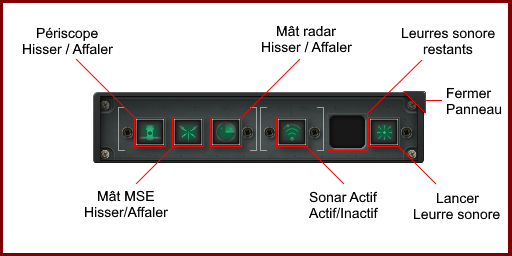 Périscope
Hisser / Affaler
Mât radar
Hisser / Affaler
Leurres sonore
restants
Fermer
Panneau
Mât MSE
Hisser/Affaler
Sonar Actif
Actif/Inactif
Lancer
Leurre sonore